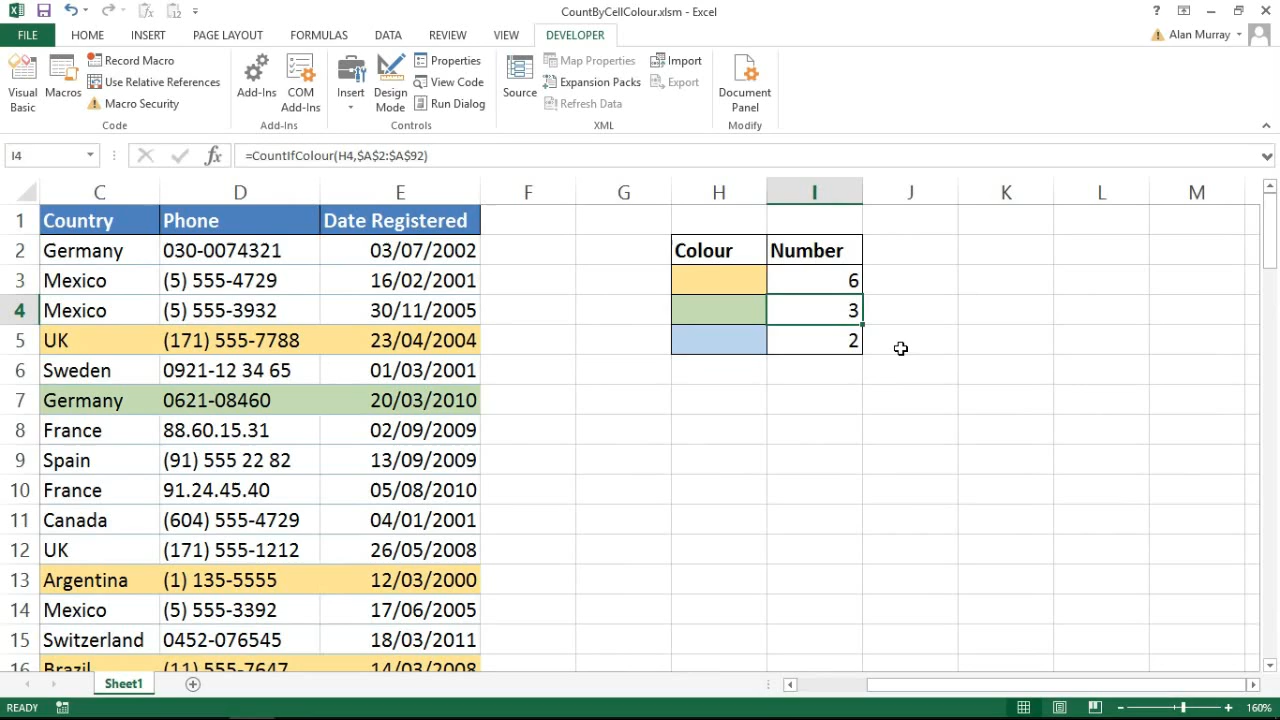 CountByCellColour.xlsm - Excel
FILE HOME INSERT PAGE LAYOUT FORMULAS DATA REVIEW VIEW DEVELOPER Alan Murray
Visual Basic
Macros
Record Macro
Use Relative References
Macro Security
Code
Add-Ins
COM Add-Ins
Add-Ins
Insert
Design Mode
Properties
View Code
Run Dialog
Controls
Source
Map Properties
Expansion Packs
Refresh Data
Import
Export
XML
Document Panel
Modify
I4 fx =CountIfColour(H4,$A$2:$A$92)
C D E F G H I J K L M
1 Country Phone Date Registered
2 Germany 030-0074321 03/07/2002 Colour Number
3 Mexico (5) 555-4729 16/02/2001 6
4 Mexico (5) 555-3932 30/11/2005 3
5 UK (171) 555-7788 23/04/2004 2
6 Sweden 0921-12 34 65 01/03/2001
7 Germany 0621-08460 20/03/2010
8 France 88.60.15.31 02/09/2009
9 Spain (91) 555 22 82 13/09/2009
10 France 91.24.45.40 05/08/2010
11 Canada (604) 555-4729 04/01/2001
12 UK (171) 555-1212 26/05/2008
13 Argentina (1) 135-5555 12/03/2000
14 Mexico (5) 555-3392 17/06/2005
15 Switzerland 0452-076545 18/03/2011
16 Brazil (11) 555-7647 14/03/2008
Sheet1
READY 160%